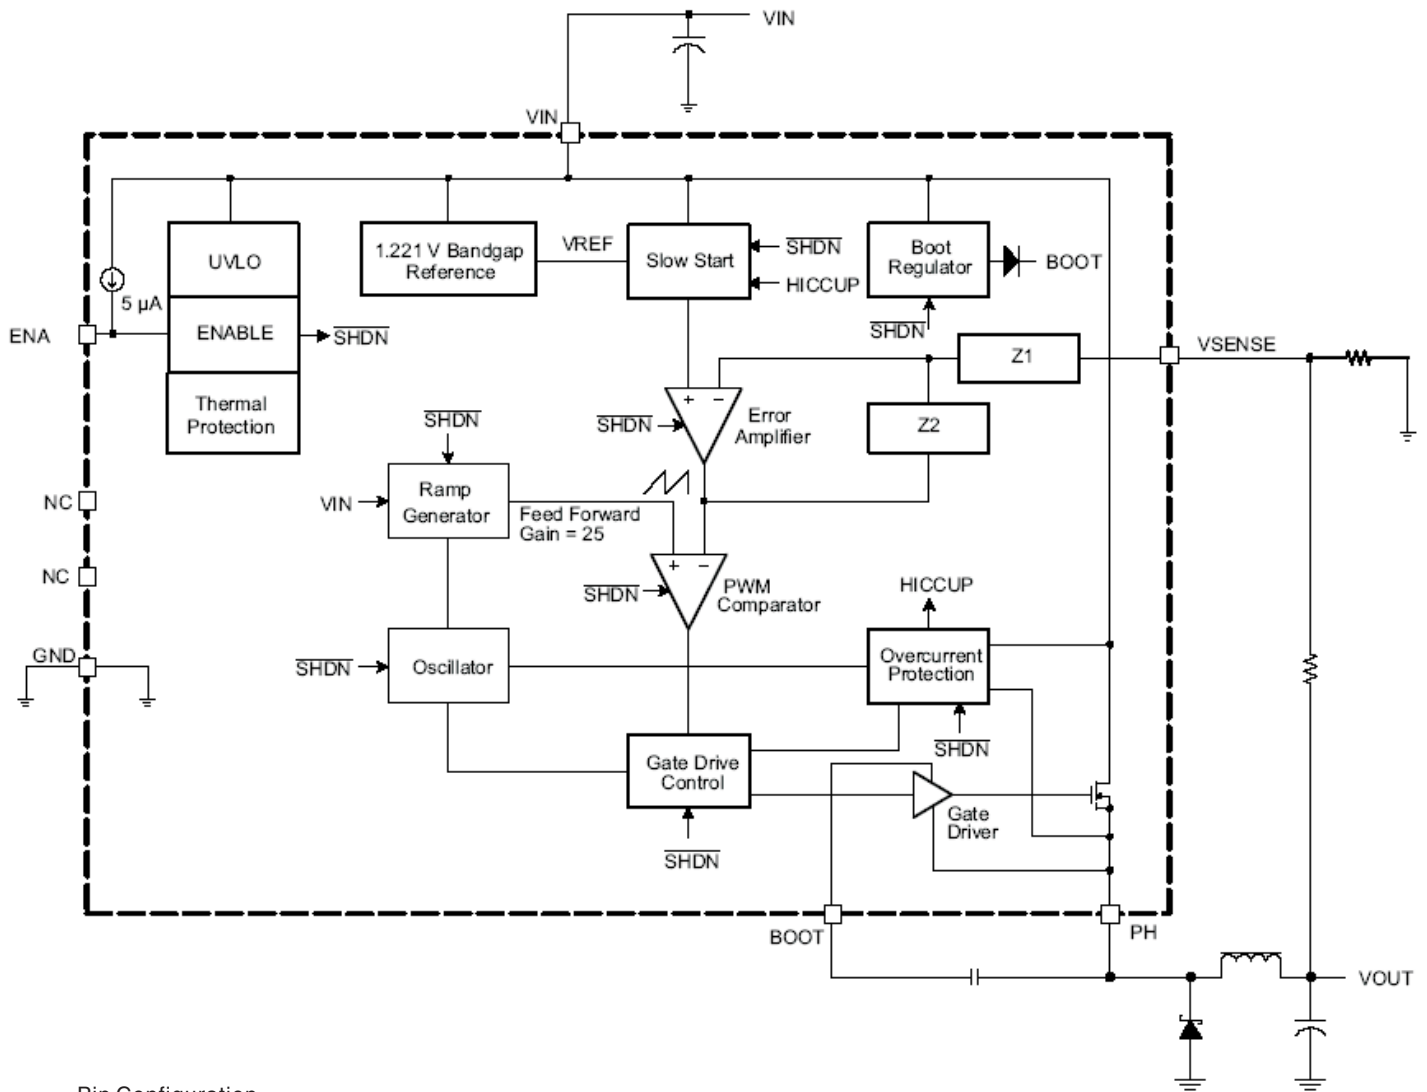 VIN
VIN
UVLO
1.221 V Bandgap
Reference
VREF
Slow Start
SHDN
HICCUP
Boot
Regulator
BOOT
SHDN
5 µA
ENA
ENABLE
SHDN
Thermal
Protection
Z1
VSENSE
+ −
SHDN
Error
Amplifier
Z2
SHDN
VIN
Ramp
Generator
Feed Forward
Gain = 25
NC
NC
+ −
SHDN
PWM
Comparator
HICCUP
GND
SHDN
Oscillator
Overcurrent
Protection
SHDN
Gate Drive
Control
SHDN
Gate
Driver
BOOT
PH
VOUT